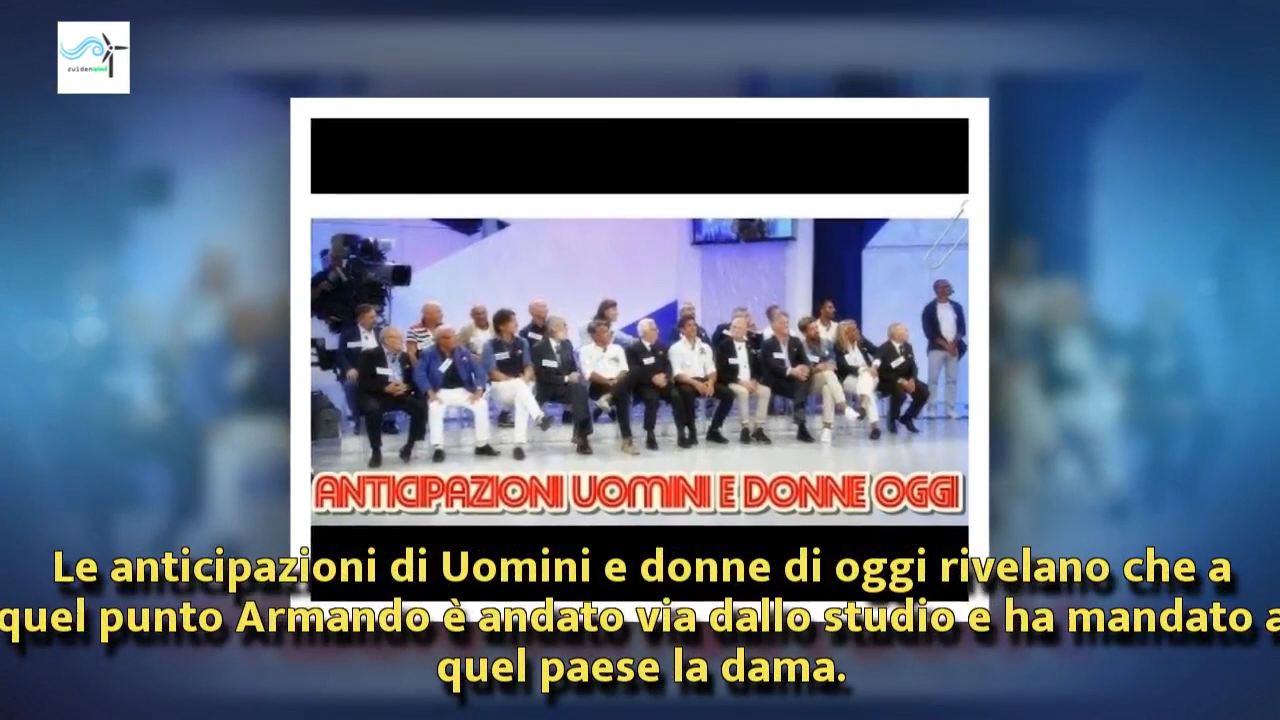 zuidenwind
ANTICIPAZIONI UOMINI E DONNE OGGI
Le anticipazioni di Uomini e donne di oggi rivelano che a
quel punto Armando è andato via dallo studio e ha mandato a
quel paese la dama.